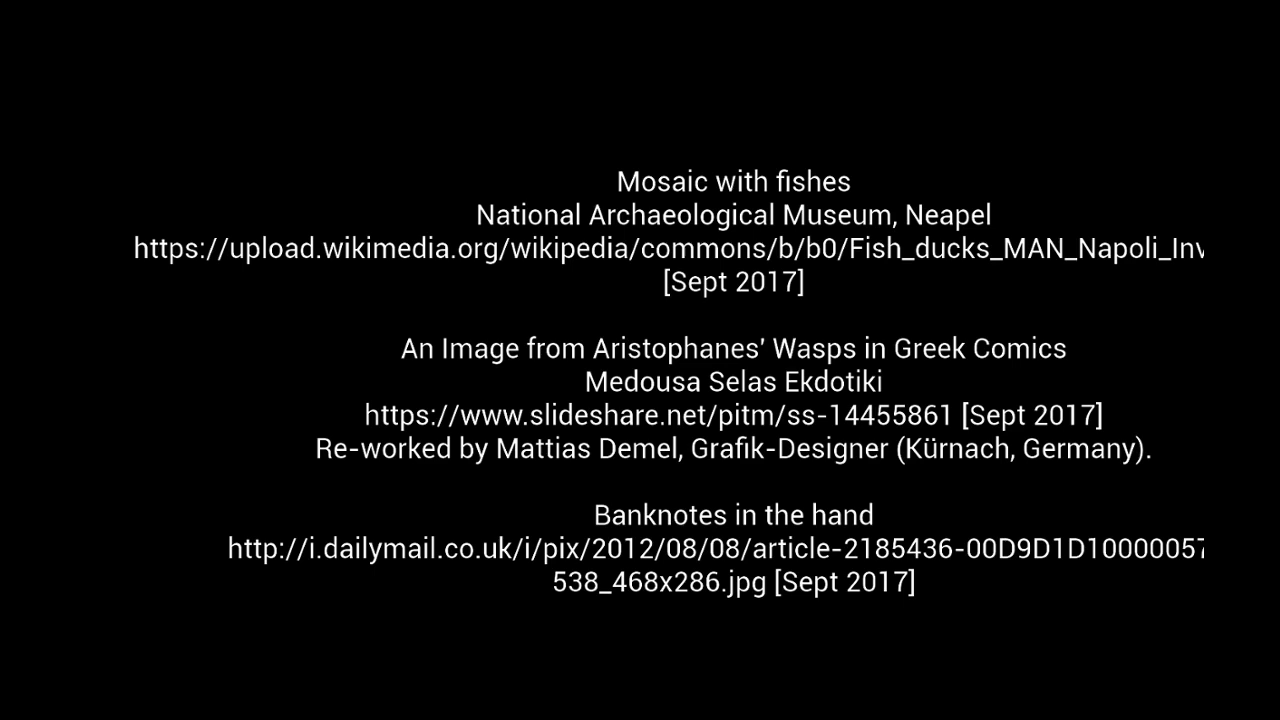 Mosaic with fishes
National Archaeological Museum, Neapel
https://upload.wikimedia.org/wikipedia/commons/b/b0/Fish_ducks_MAN_Napoli_Inv
[Sept 2017]
An Image from Aristophanes' Wasps in Greek Comics
Medousa Selas Ekdotiki
https://www.slideshare.net/pitm/ss-14455861 [Sept 2017]
Re-worked by Mattias Demel, Grafik-Designer (Kürnach, Germany).
Banknotes in the hand
http://i.dailymail.co.uk/i/pix/2012/08/08/article-2185436-00D9D1D10000057
538_468x286.jpg [Sept 2017]